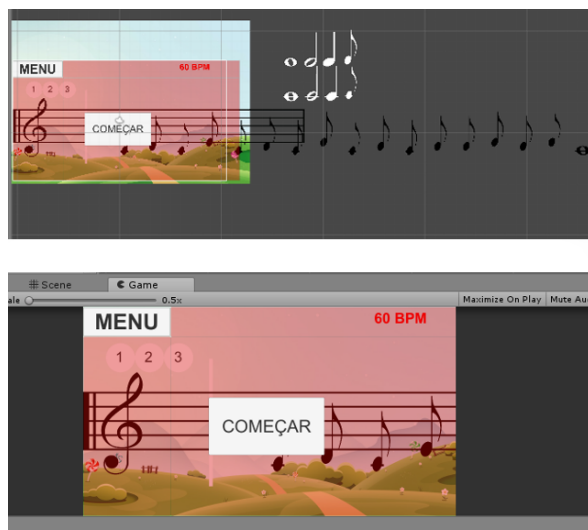 MENU
60 BPM
1 2 3
COMEÇAR
Scene
Game
ale
0.5x
Maximize On Play
Mute Au
MENU
60 BPM
1 2 3
COMEÇAR